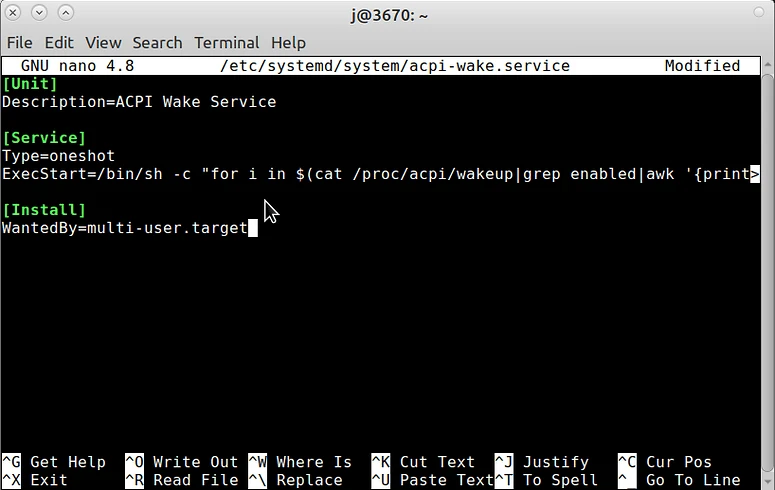 j@3670: ~
File Edit View Search Terminal Help
GNU nano 4.8 /etc/systemd/system/acpi-wake.service Modified
[Unit]
Description=ACPI Wake Service
[Service]
Type=oneshot
ExecStart=/bin/sh -c "for i in $(cat /proc/acpi/wakeup|grep enabled|awk '{print>
[Install]
WantedBy=multi-user.target
^G Get Help ^O Write Out ^W Where Is ^K Cut Text ^J Justify ^C Cur Pos
^X Exit ^R Read File ^\ Replace ^U Paste Text ^T To Spell ^_ Go To Line